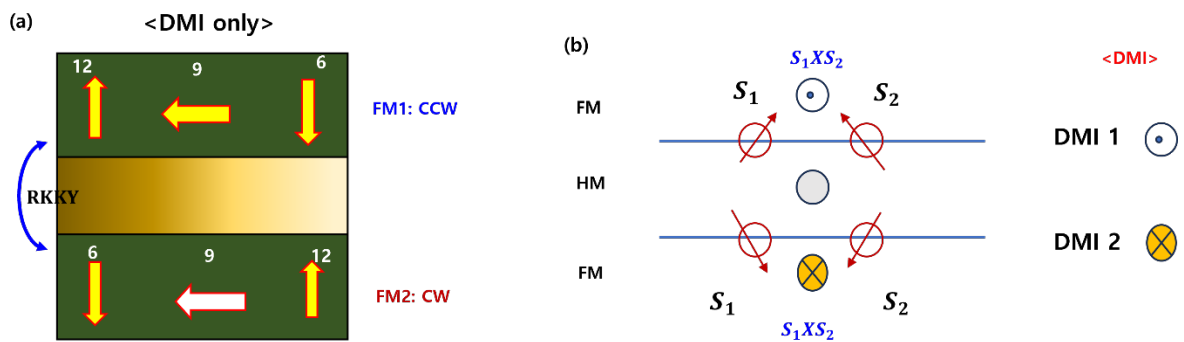 (a)
<DMI only>
12
9
6
FM1: CCW
RKKY
6
9
12
FM2: CW
(b)
S₁XS₂
<DMI>
S₁
S₂
FM
DMI 1
HM
DMI 2
FM
S₁
S₂
S₁XS₂